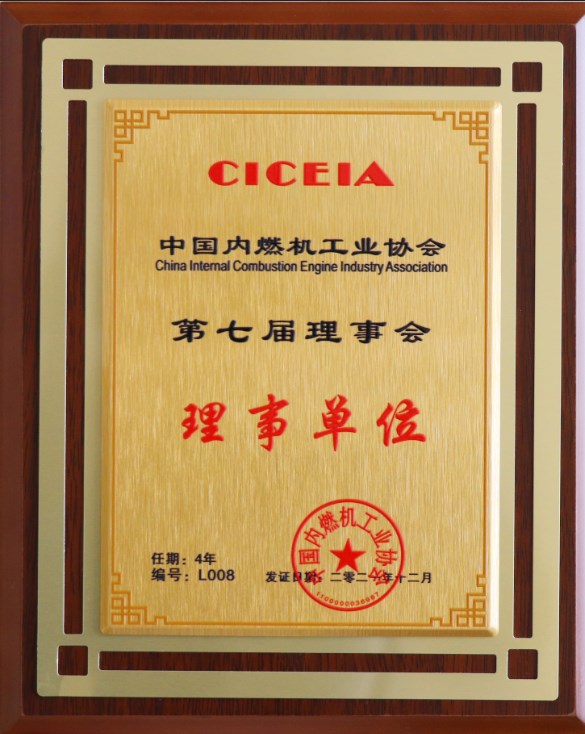 CICEIA
中国内燃机工业协会
China Internal Combustion Engine Industry Association
第七届理事会
理事单位
中国内燃机工业协会
任期：4年
编号：L008
发证日期：二零二 年十二月